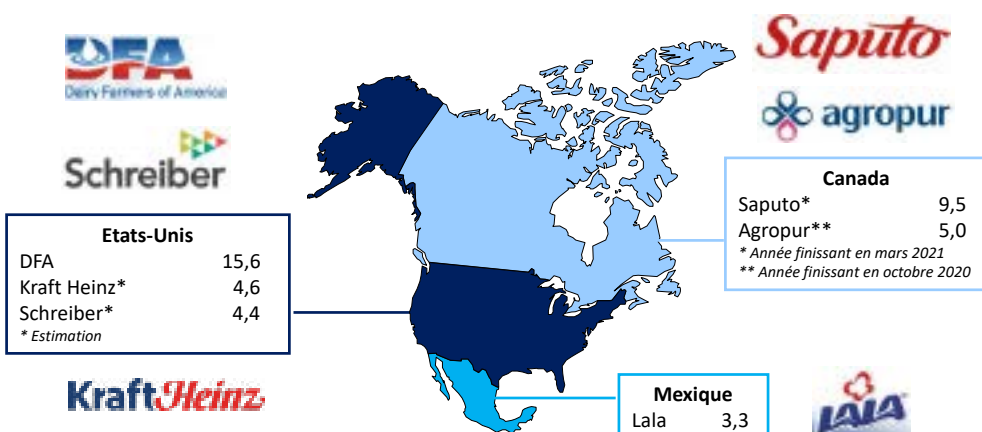 DFA
Dairy Farmers of America
Schreiber
Saputo
agropur
Etats-Unis
DFA 15,6
Kraft Heinz* 4,6
Schreiber* 4,4
* Estimation
Canada
Saputo* 9,5
Agropur** 5,0
* Année finissant en mars 2021
** Année finissant en octobre 2020
KraftHeinz
Mexique
Lala 3,3
LALA